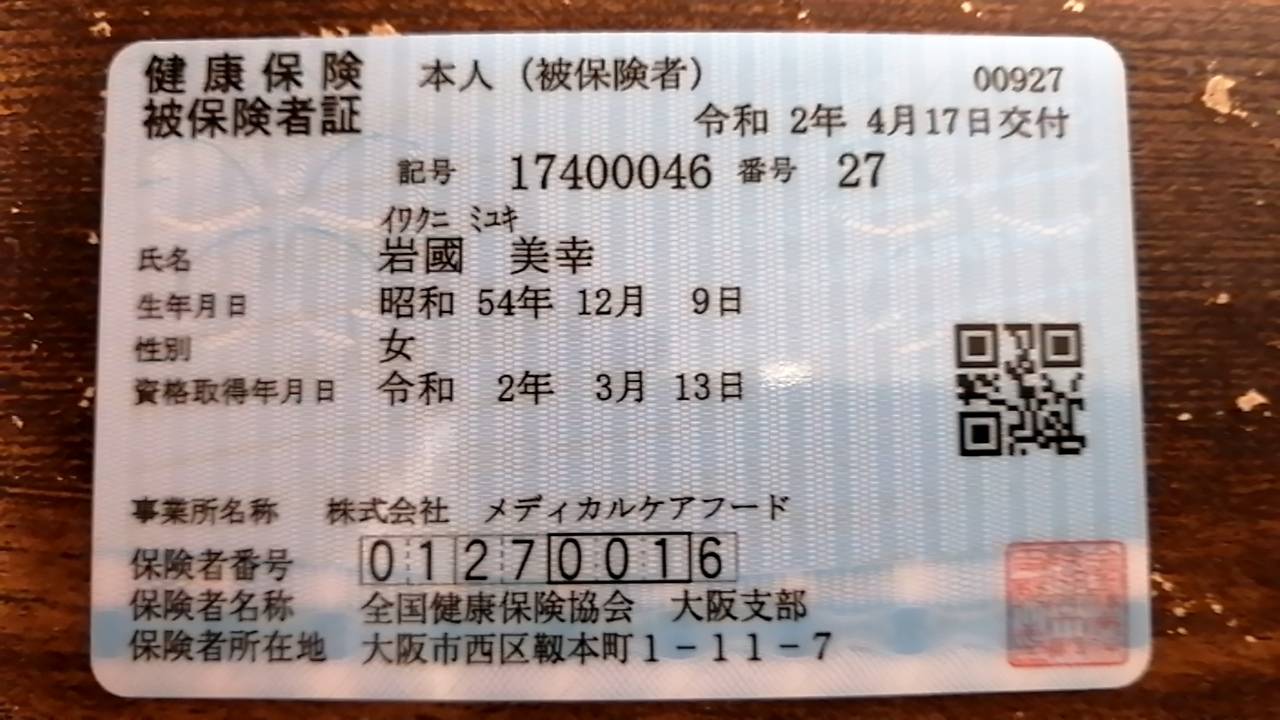 健康保険 本人（被保険者） 00927
被保険者証 令和 2年 4月17日交付
記号 17400046 番号 27
ｲﾜｸﾆ ﾐﾕｷ
氏名 岩國 美幸
生年月日 昭和 54年 12月 9日
性別 女
資格取得年月日 令和 2年 3月 13日
事業所名称 株式会社 メディカルケアフード
保険者番号 01270016
保険者名称 全国健康保険協会 大阪支部
保険者所在地 大阪市西区靱本町1－11－7